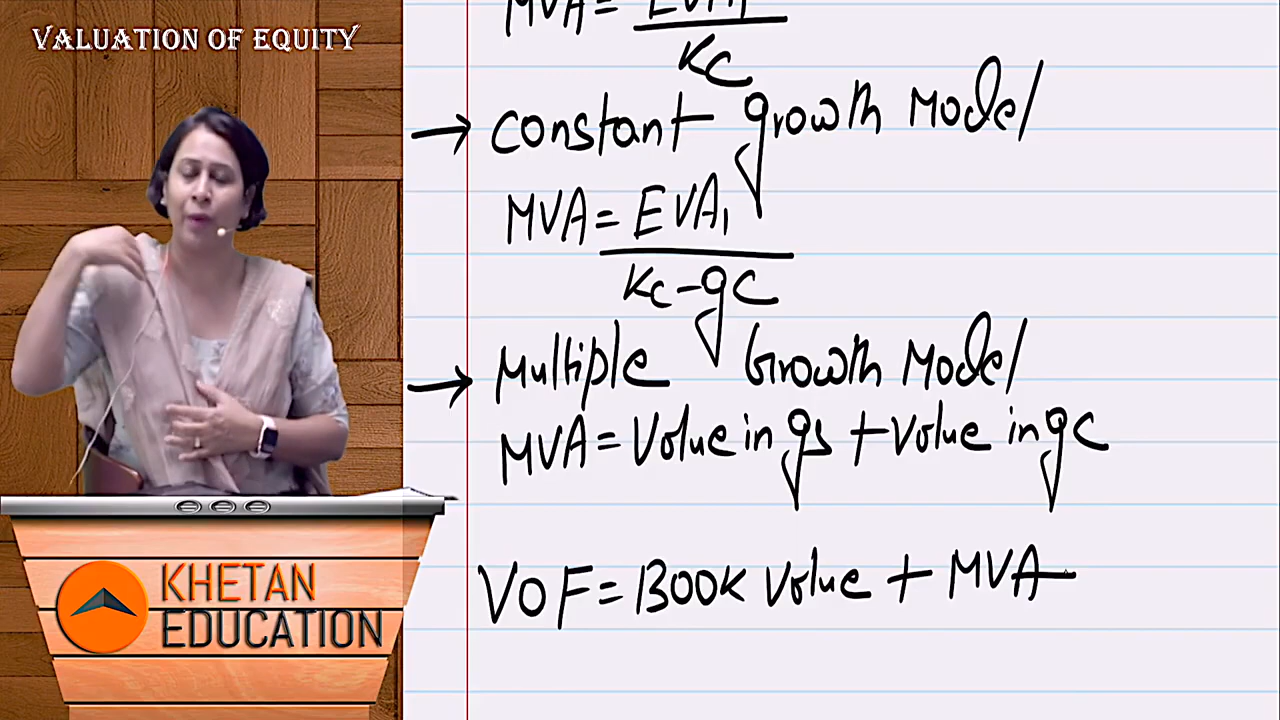 VALUATION OF EQUITY
MVA = EVA1
KC
→ constant growth Model
MVA = EVA1
KC - gC
→ Multiple Growth Model
MVA = Value in gs + Value in gC
VOF = Book Value + MVA
KHETAN
EDUCATION